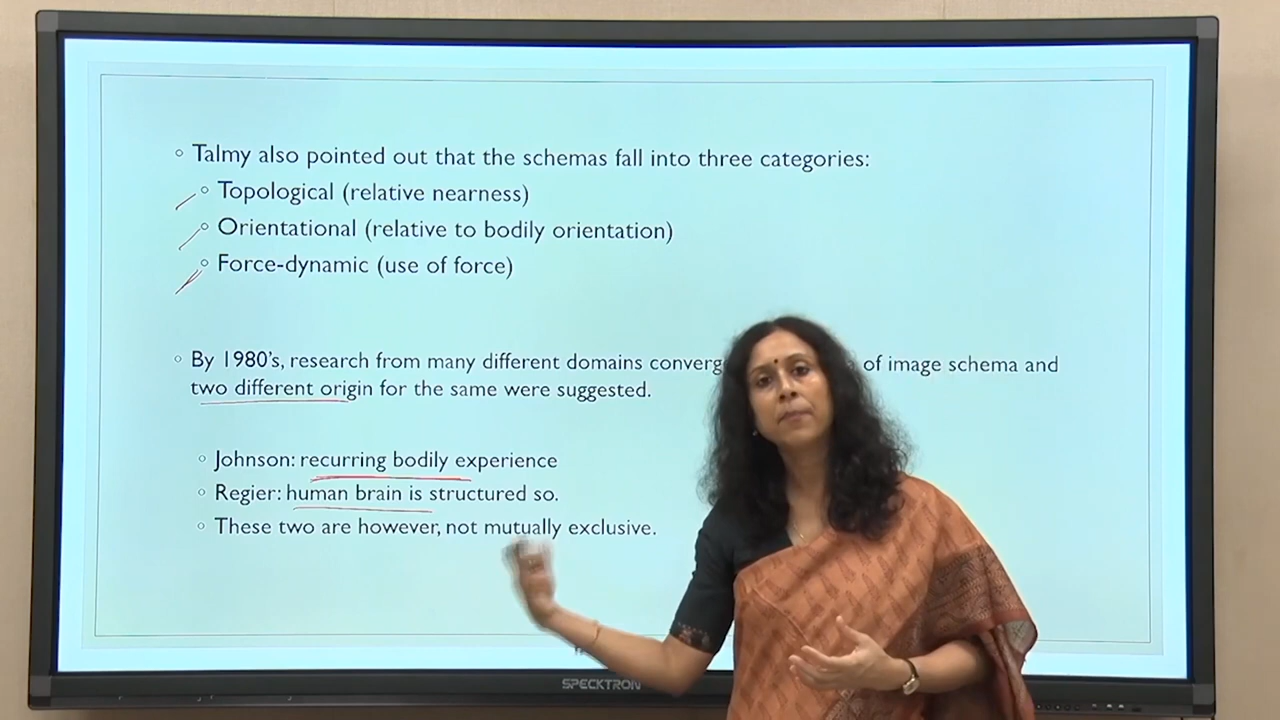 Talmy also pointed out that the schemas fall into three categories:
Topological (relative nearness)
Orientational (relative to bodily orientation)
Force-dynamic (use of force)
By 1980's, research from many different domains converg of image schema and
two different origin for the same were suggested.
Johnson: recurring bodily experience
Regier: human brain is structured so.
These two are however, not mutually exclusive.
SPECKTRON